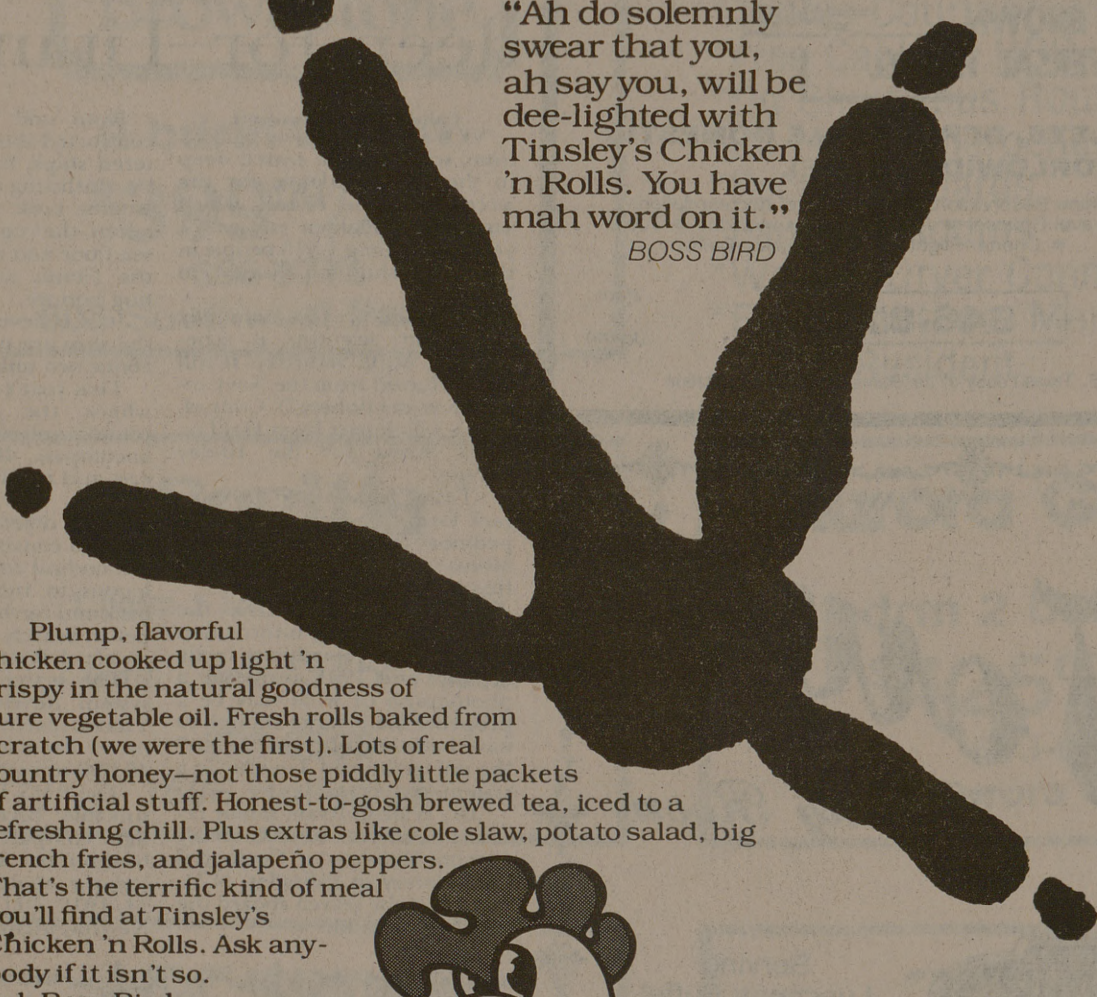 “Ah do solemnly
swear that you,
ah say you, will be
dee-lighted with
Tinsley's Chicken
'n Rolls. You have
mah word on it.”
BOSS BIRD
Plump, flavorful
hicken cooked up light 'n
rispy in the natural goodness of
ure vegetable oil. Fresh rolls baked from
cratch (we were the first). Lots of real
ountry honey—not those piddly little packets
f artificial stuff. Honest-to-gosh brewed tea, iced to a
efreshing chill. Plus extras like cole slaw, potato salad, big
rench fries, and jalapeño peppers.
That's the terrific kind of meal
ou'll find at Tinsley's
Chicken 'n Rolls. Ask any-
body if it isn't so.